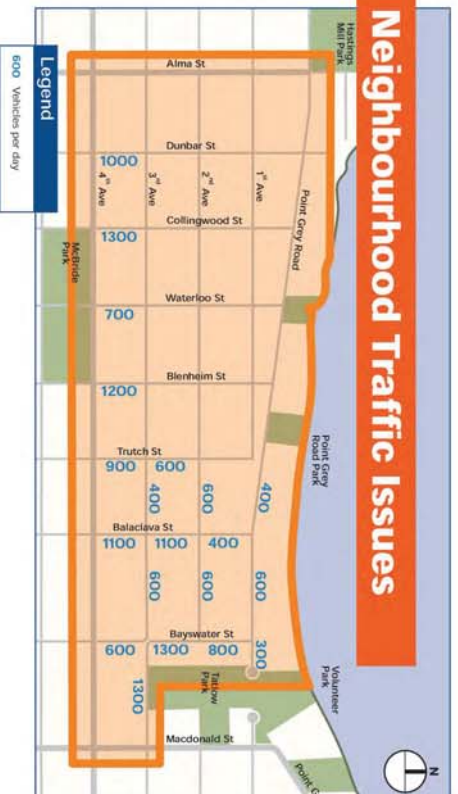 Neighbourhood Traffic Issues
N
Hastings
Mill Park
Point Grey
Road Park
Volunteer
Park
Point G
Point Grey Road
Alma St
Dunbar St
Collingwood St
Waterloo St
Blenheim St
Trutch St
Balaclava St
Bayswater St
Macdonald St
1st Ave
2nd Ave
3rd Ave
4th Ave
Tatlow
Park
McBride
Park
400
600
300
600
600
400
800
400
600
600
1100
1300
1300
1000
1300
700
1200
900
1100
600
Legend
600 Vehicles per day